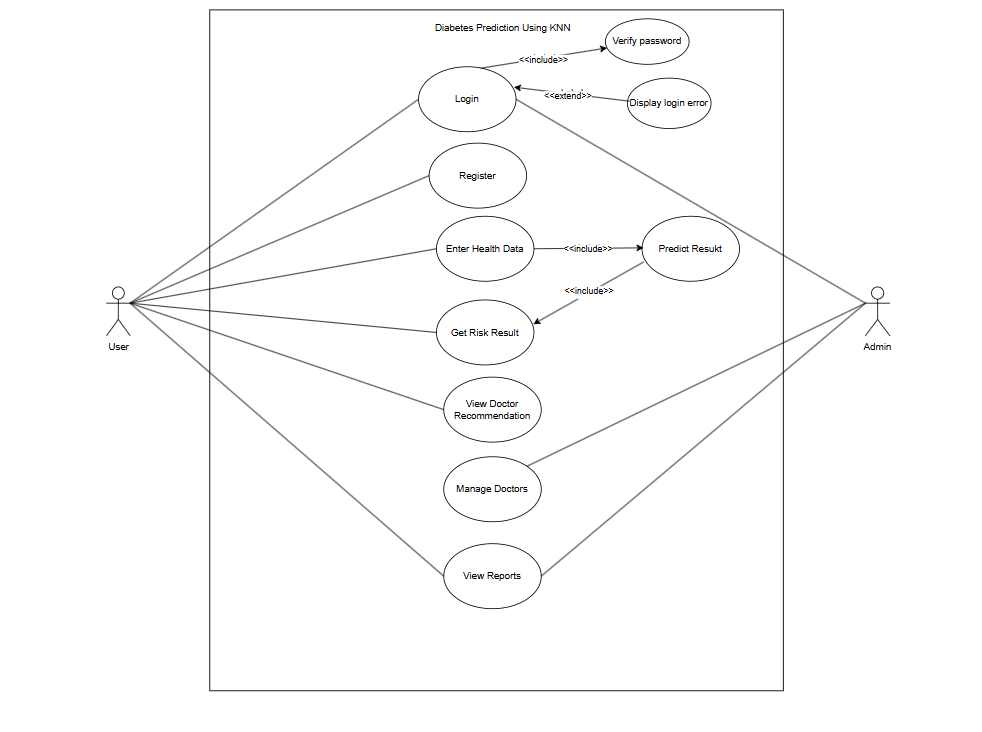 Diabetes Prediction Using KNN
Verify password
<<include>>
Login
<<extend>>
Display login error
Register
Enter Health Data
<<include>>
Predict Resukt
<<include>>
Get Risk Result
User
Admin
View Doctor
Recommendation
Manage Doctors
View Reports